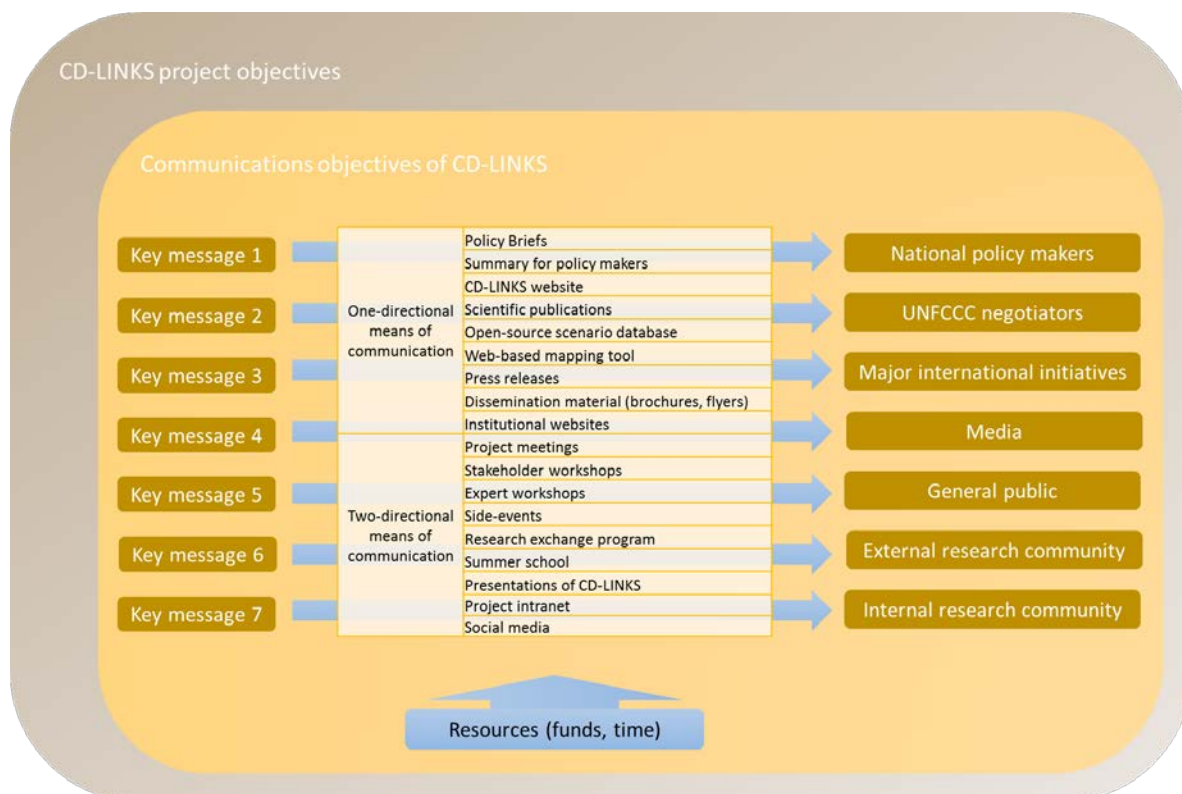 CD-LINKS project objectives
Communications objectives of CD-LINKS
Key message 1
Key message 2
Key message 3
Key message 4
Key message 5
Key message 6
Key message 7
One-directional
means of
communication
Policy Briefs
Summary for policy makers
CD-LINKS website
Scientific publications
Open-source scenario database
Web-based mapping tool
Press releases
Dissemination material (brochures, flyers)
Institutional websites
Two-directional
means of
communication
Project meetings
Stakeholder workshops
Expert workshops
Side-events
Research exchange program
Summer school
Presentations of CD-LINKS
Project intranet
Social media
National policy makers
UNFCCC negotiators
Major international initiatives
Media
General public
External research community
Internal research community
Resources (funds, time)